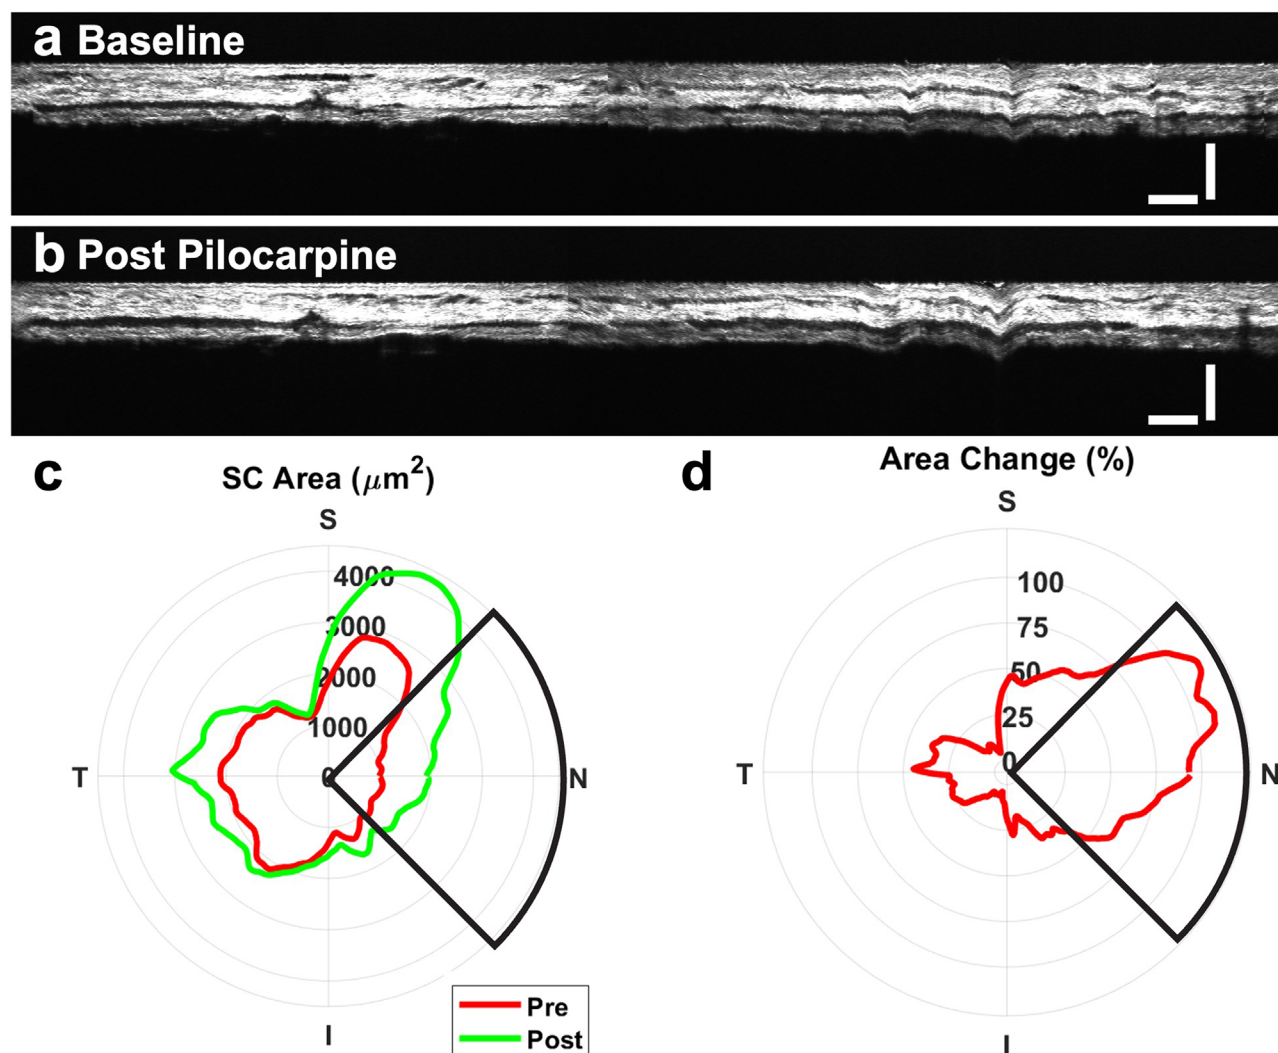 a Baseline
b Post Pilocarpine
c
SC Area (μm²)
S
4000
3000
2000
1000
0
T
N
I
Pre
Post
d
Area Change (%)
S
100
75
50
25
0
T
N
I